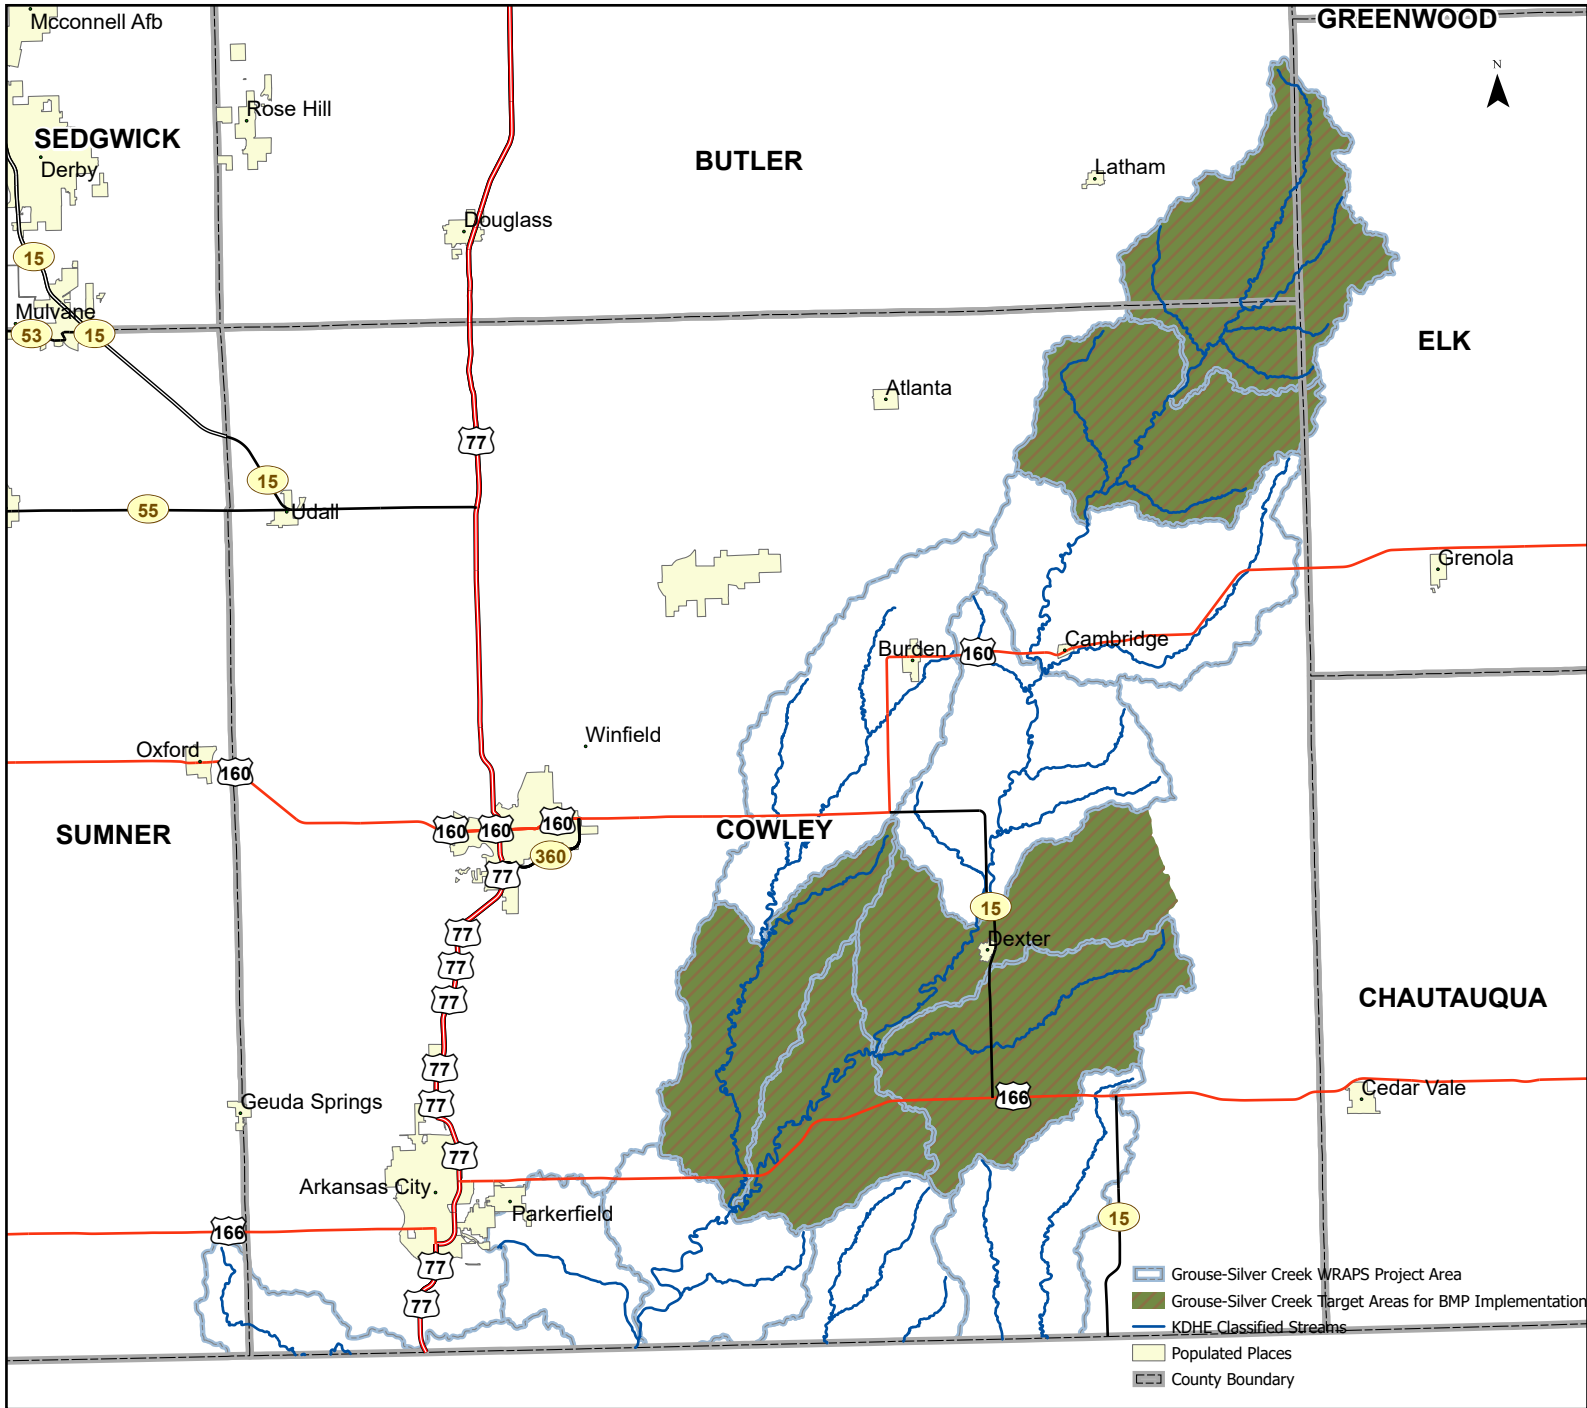 Mcconnell Afb
GREENWOOD
N
Rose Hill
SEDGWICK
BUTLER
Derby
Latham
Douglass
15
Mulvane
53
15
ELK
Atlanta
77
15
55
Udall
Grenola
Burden
160
Cambridge
Winfield
Oxford
160
SUMNER
160
160
160
COWLEY
360
77
15
77
Dexter
77
77
CHAUTAUQUA
77
166
Cedar Vale
Geuda Springs
77
77
Arkansas City
Parkerfield
15
166
77
77
Grouse-Silver Creek WRAPS Project Area
Grouse-Silver Creek Target Areas for BMP Implementation
KDHE Classified Streams
Populated Places
County Boundary